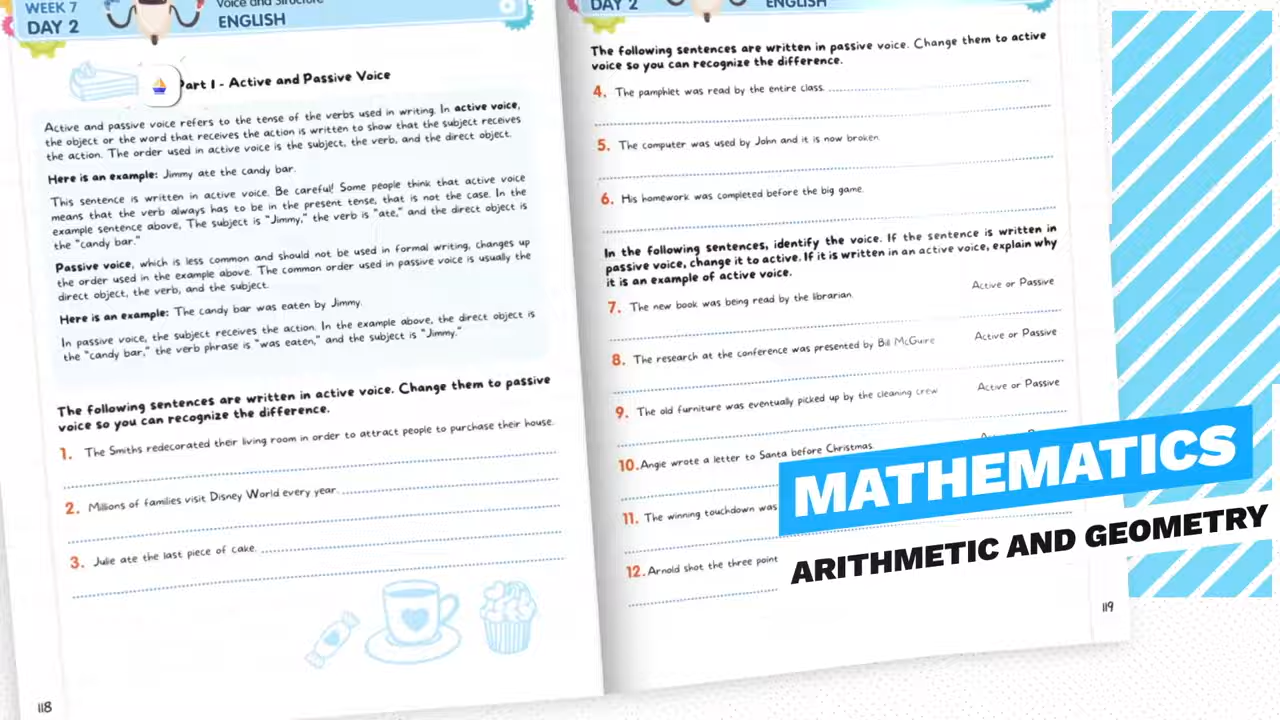 WEEK 7
DAY 2
Voice and Structure
ENGLISH
Part 1 - Active and Passive Voice
Active and passive voice refers to the tense of the verbs used in writing. In active voice,
the object or the word that receives the action is written to show that the subject receives
the action. The order used in active voice is the subject, the verb, and the direct object.
Here is an example: Jimmy ate the candy bar.
This sentence is written in active voice. Be careful! Some people think that active voice
means that the verb always has to be in the present tense, that is not the case. In the
example sentence above, The subject is "Jimmy," the verb is "ate," and the direct object is
the "candy bar."
Passive voice, which is less common and should not be used in formal writing, changes up
the order used in the example above. The common order used in passive voice is usually the
direct object, the verb, and the subject.
Here is an example: The candy bar was eaten by Jimmy.
In passive voice, the subject receives the action. In the example above, the direct object is
the "candy bar," the verb phrase is "was eaten," and the subject is "Jimmy."
The following sentences are written in active voice. Change them to passive
voice so you can recognize the difference.
1. The Smiths redecorated their living room in order to attract people to purchase their house.
2. Millions of families visit Disney World every year.
3. Julie ate the last piece of cake.
118
DAY 2
ENGLISH
The following sentences are written in passive voice. Change them to active
voice so you can recognize the difference.
4. The pamphlet was read by the entire class.
5. The computer was used by John and it is now broken.
6. His homework was completed before the big game.
In the following sentences, identify the voice. If the sentence is written in
passive voice, change it to active. If it is written in an active voice, explain why
it is an example of active voice.
7. The new book was being read by the librarian. Active or Passive
8. The research at the conference was presented by Bill McGuire Active or Passive
9. The old furniture was eventually picked up by the cleaning crew Active or Passive
10. Angie wrote a letter to Santa before Christmas.
11. The winning touchdown was
12. Arnold shot the three point
119
MATHEMATICS
ARITHMETIC AND GEOMETRY